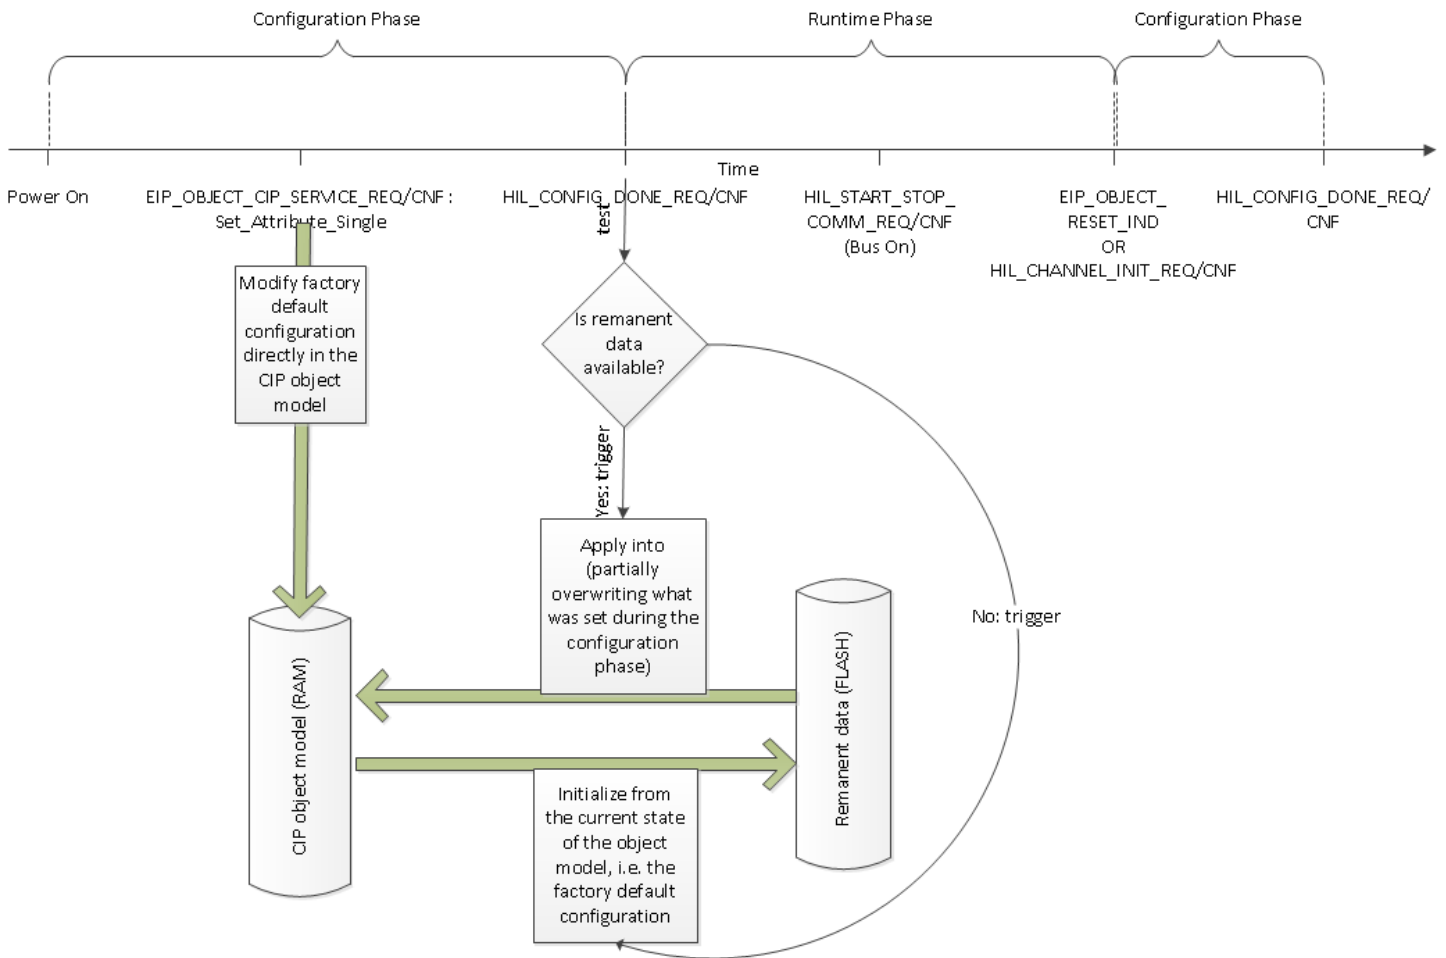 Configuration Phase
Runtime Phase
Configuration Phase
Time
Power On
EIP_OBJECT_CIP_SERVICE_REQ/CNF :
Set_Attribute_Single
HIL_CONFIG_DONE_REQ/CNF
HIL_START_STOP_
COMM_REQ/CNF
(Bus On)
EIP_OBJECT_
RESET_IND
OR
HIL_CHANNEL_INIT_REQ/CNF
HIL_CONFIG_DONE_REQ/
CNF
test
Modify factory
default
configuration
directly in the
CIP object
model
Is remanent
data
available?
Yes: trigger
Apply into
(partially
overwriting what
was set during the
configuration
phase)
No: trigger
CIP object model (RAM)
Remanent data (FLASH)
Initialize from
the current state
of the object
model, i.e. the
factory default
configuration